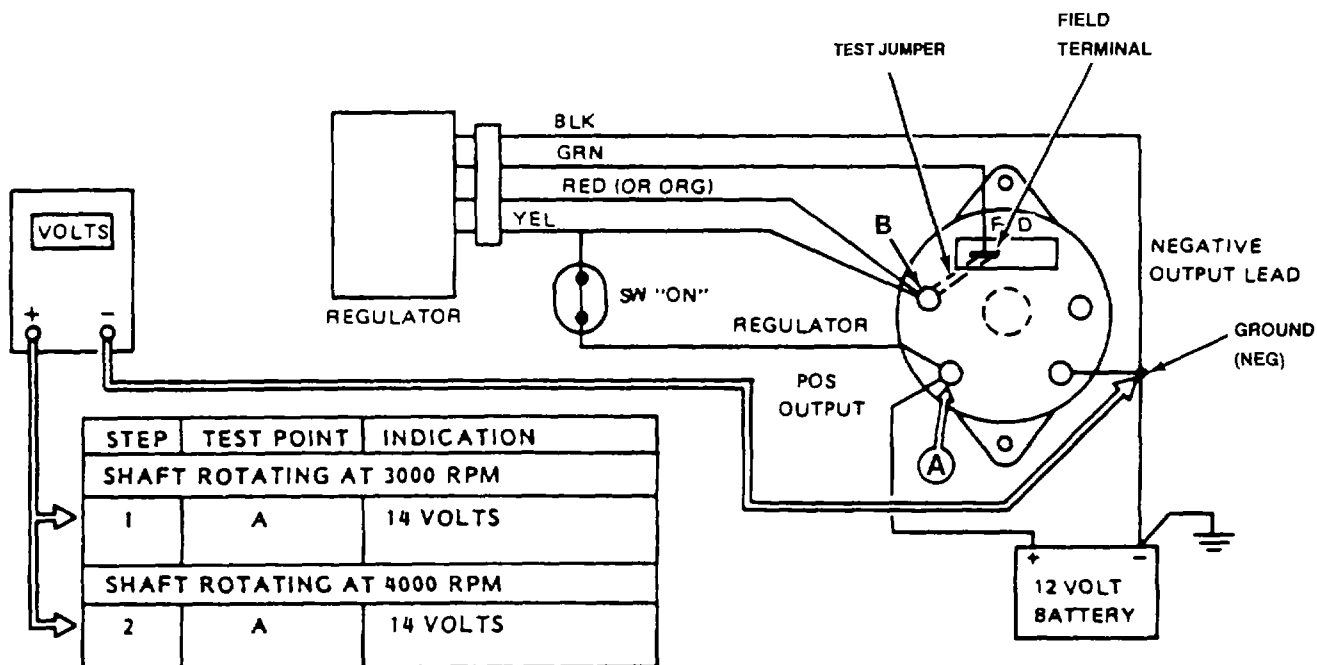 FIELD
TERMINAL
TEST JUMPER
BLK
GRN
RED (OR ORG)
YEL
VOLTS
+ -
REGULATOR
SW "ON"
REGULATOR
B
F D
NEGATIVE
OUTPUT LEAD
GROUND
(NEG)
POS
OUTPUT
A
STEP TEST POINT INDICATION
SHAFT ROTATING AT 3000 RPM
1 A 14 VOLTS
SHAFT ROTATING AT 4000 RPM
2 A 14 VOLTS
+ -
12 VOLT
BATTERY